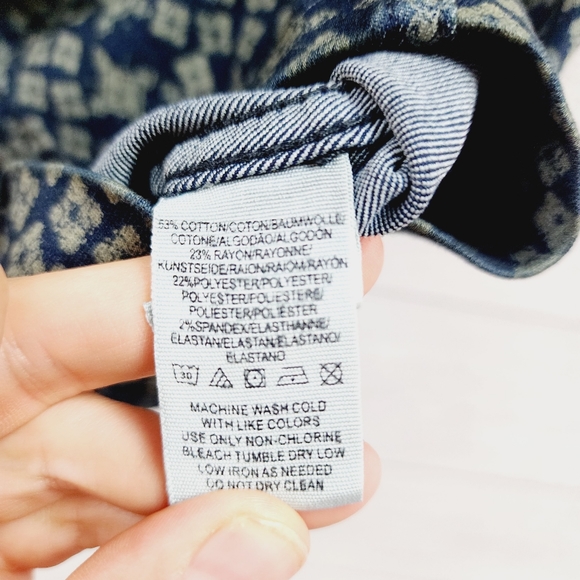 53% COTTON/COTON/BAUMWOLLE/
COTONE/ALGODÃO/ALGODÓN
23% RAYON/RAYONNE/
KUNSTSEIDE/RAION/RAIOM/RAYÓN
22%POLYESTER/POLYESTER/
POLYESTER/FOLIESTERE/
POLIESTER/POLIÉSTER
2%SPANDEX/ELASTHANNE/
ELASTAN/ELASTAN/ELASTANO/
ELASTANO
30
MACHINE WASH COLD
WITH LIKE COLORS
USE ONLY NON-CHLORINE
BLEACH TUMBLE DRY LOW
LOW IRON AS NEEDED
DO NOT DRY CLEAN